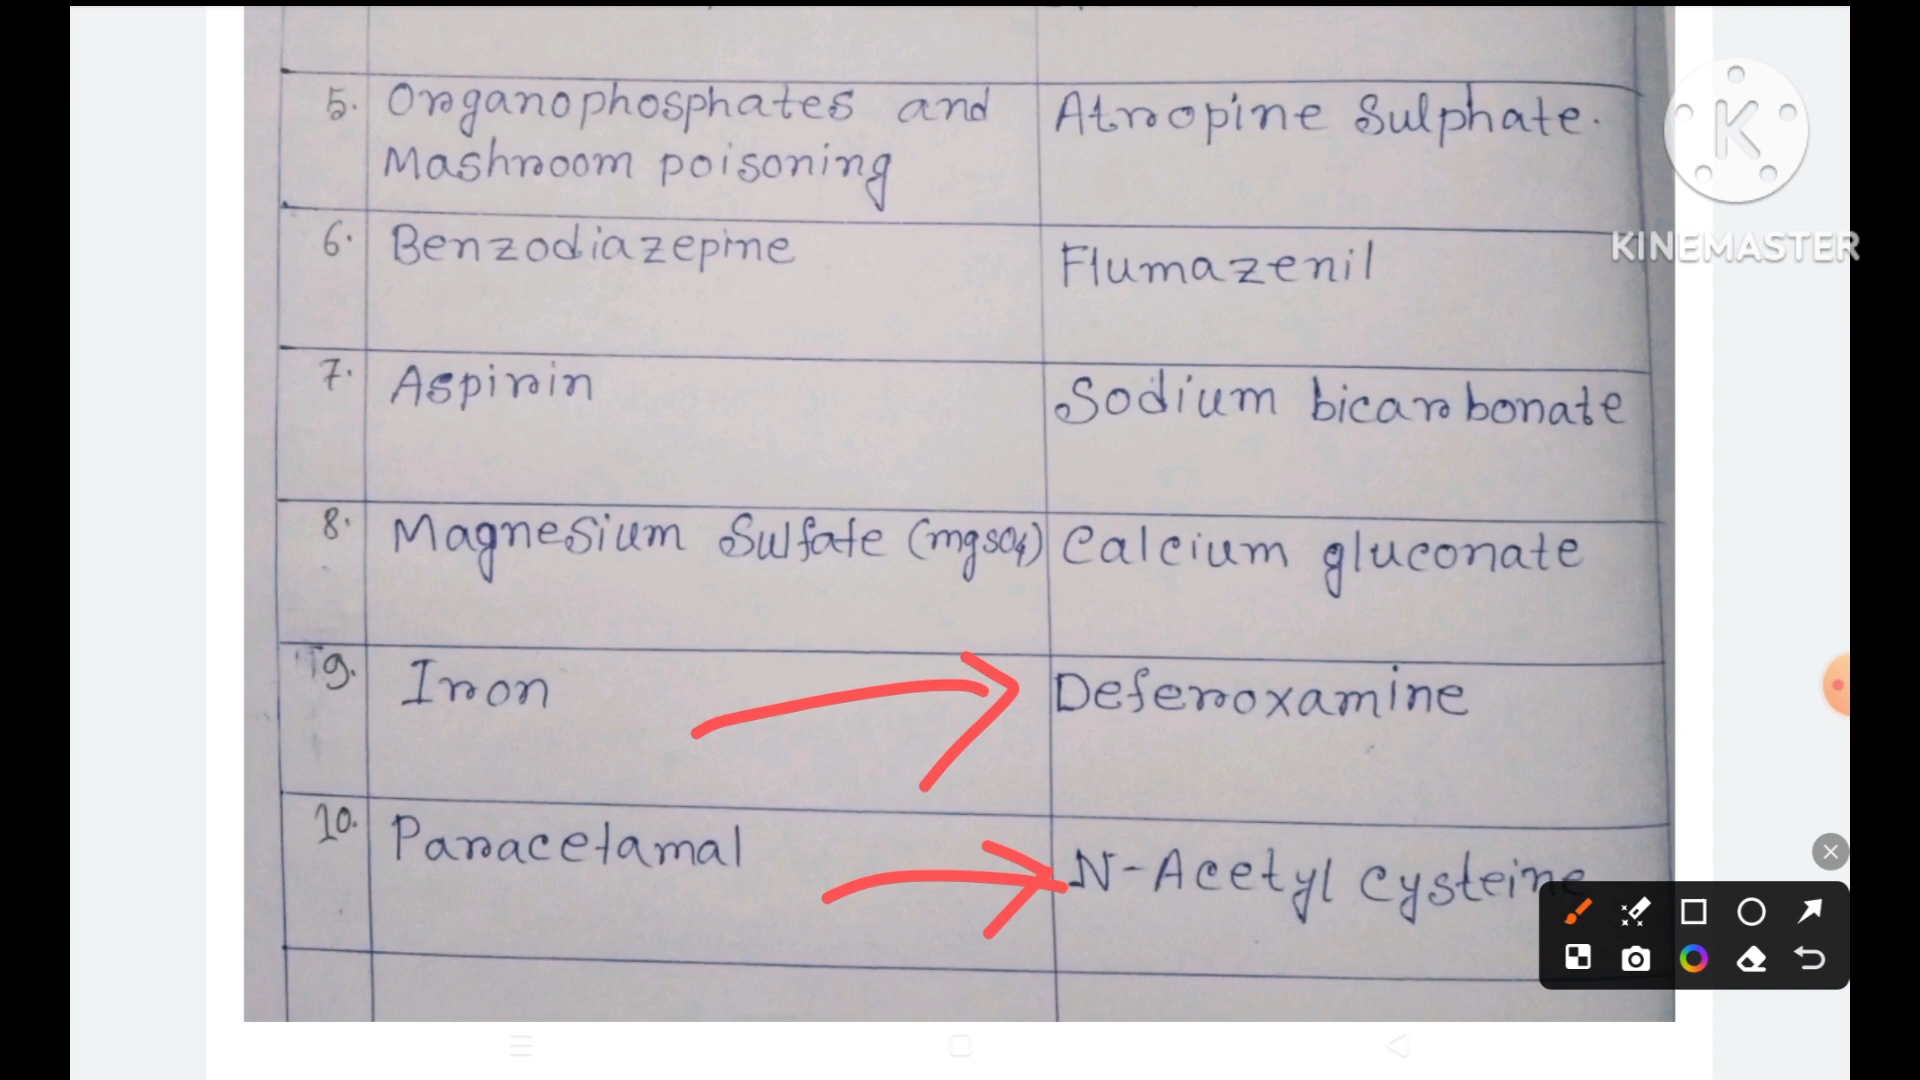 5. Organophosphates and Atropine Sulphate.
Mashroom poisoning
6. Benzodiazepine Flumazenil
7. Aspirin Sodium bicarbonate
8. Magnesium Sulfate (mgso4) Calcium gluconate
9. Iron Deferoxamine
10. Paracetamal N-Acetyl cysteine
K
KINEMASTER